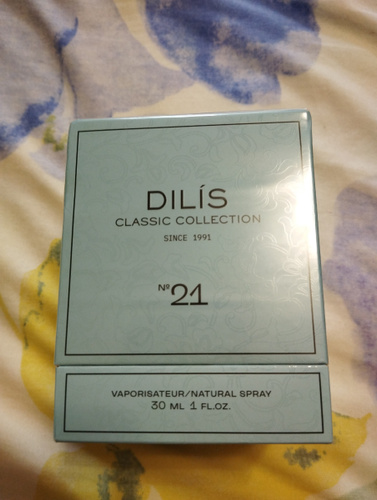 DILÍS
CLASSIC COLLECTION
SINCE 1991
Nº21
VAPORISATEUR/NATURAL SPRAY
30 ML 1 FL.OZ.